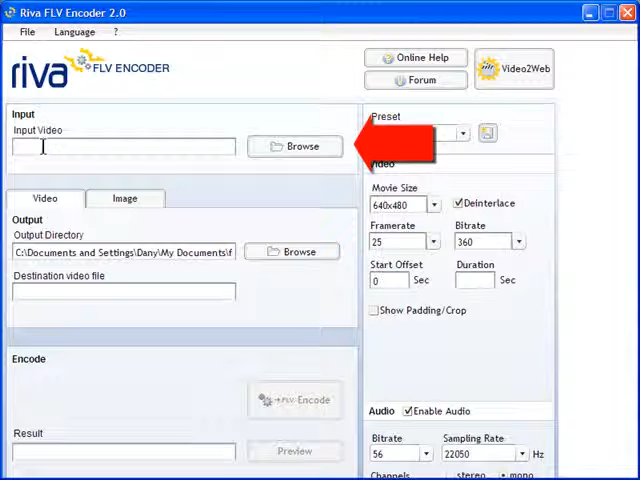 Riva FLV Encoder 2.0
File Language ?
riva FLV ENCODER
Online Help
Forum
Video2Web
Input
Input Video
Browse
Preset
Video
Movie Size
640x480
Deinterlace
Framerate Bitrate
25 360
Start Offset Duration
0 Sec Sec
Show Padding/Crop
Video Image
Output
Output Directory
C:\Documents and Settings\Dany\My Documents\f
Browse
Destination video file
Encode
FLV Encode
Result
Preview
Audio Enable Audio
Bitrate Sampling Rate
56 22050 Hz
Channels stereo mono